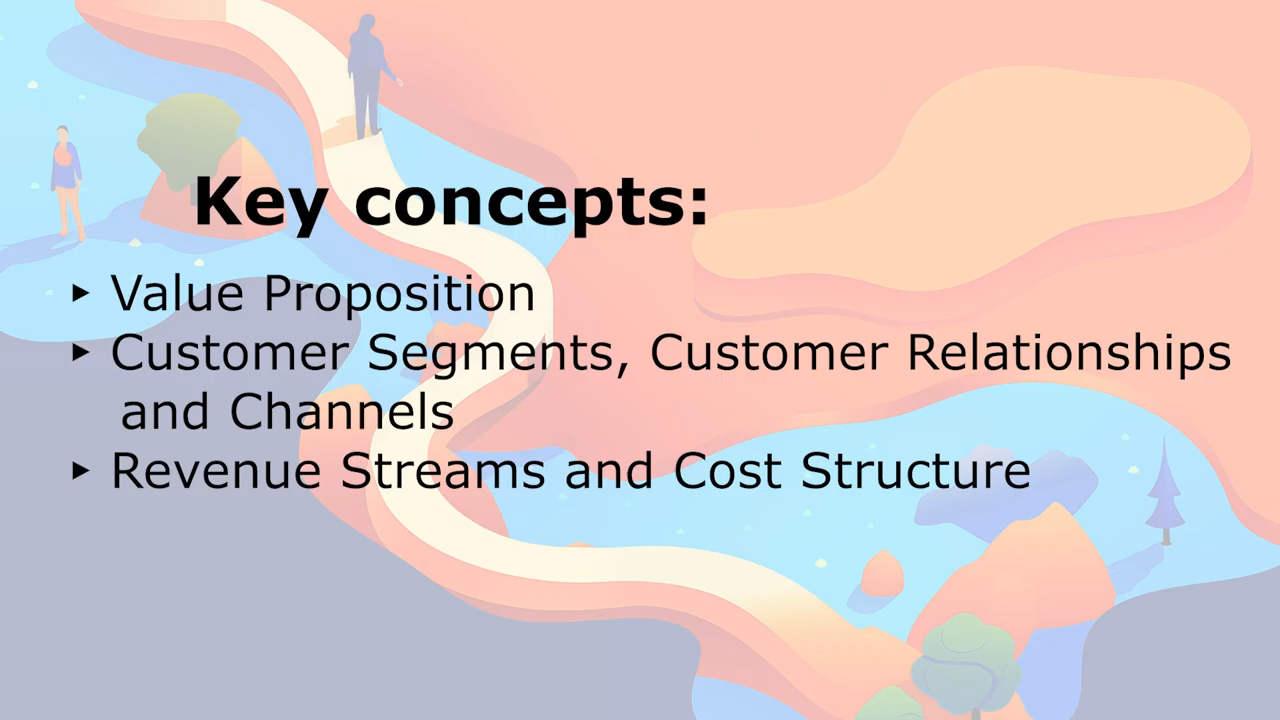 Key concepts:
‣ Value Proposition
‣ Customer Segments, Customer Relationships
and Channels
‣ Revenue Streams and Cost Structure